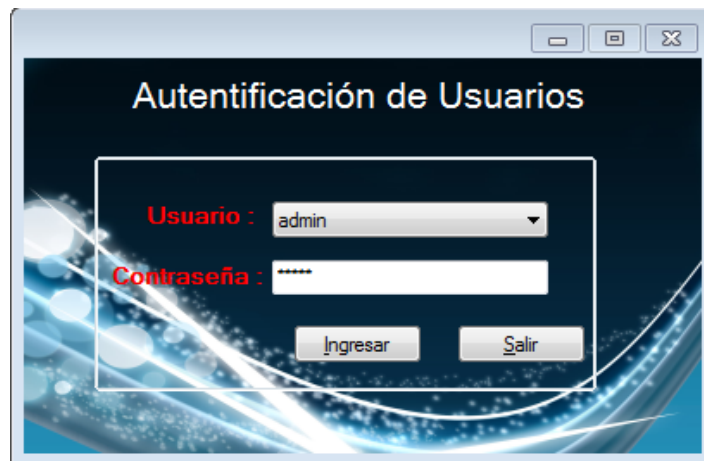 Autentificación de Usuarios
Usuario : admin
Contraseña : *****
Ingresar Salir